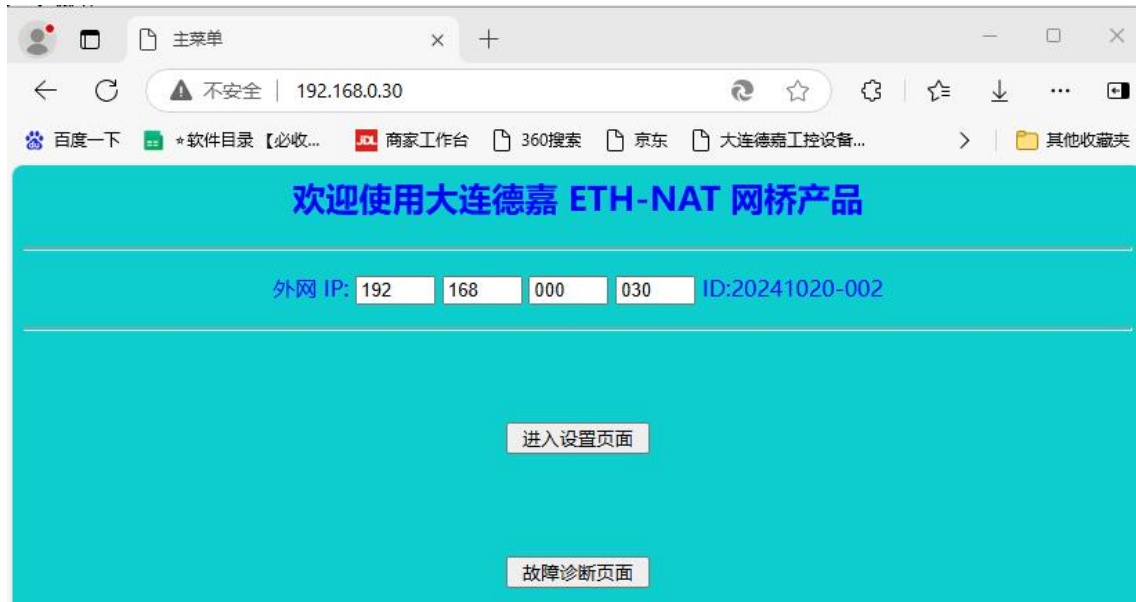 主菜单
不安全 | 192.168.0.30
百度一下 ★软件目录【必收... JDL 商家工作台 360搜索 京东 大连德嘉工控设备... 其他收藏夹
欢迎使用大连德嘉 ETH-NAT 网桥产品
外网 IP: 192 168 000 030 ID:20241020-002
进入设置页面
故障诊断页面